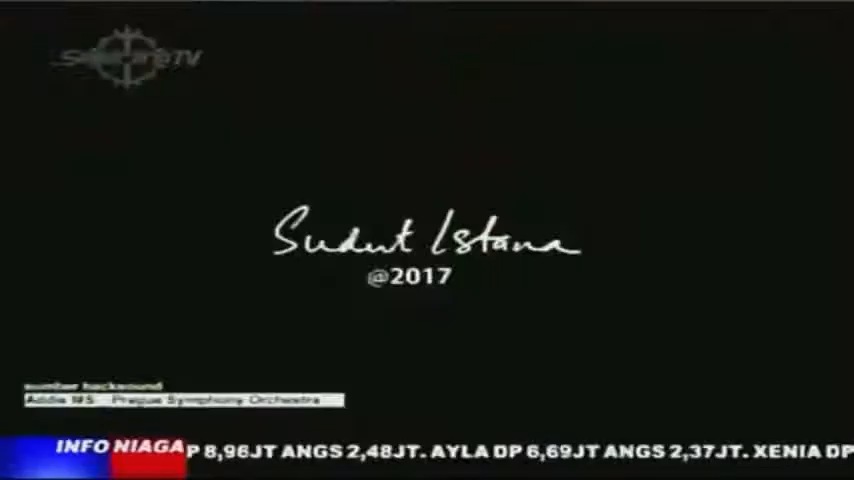 Sudut Istana
@2017
sumber backsound
Addie MS Prague Symphony Orchestra
INFO NIAGA P 8,96JT ANGS 2,48JT. AYLA DP 6,69JT ANGS 2,37JT. XENIA DP